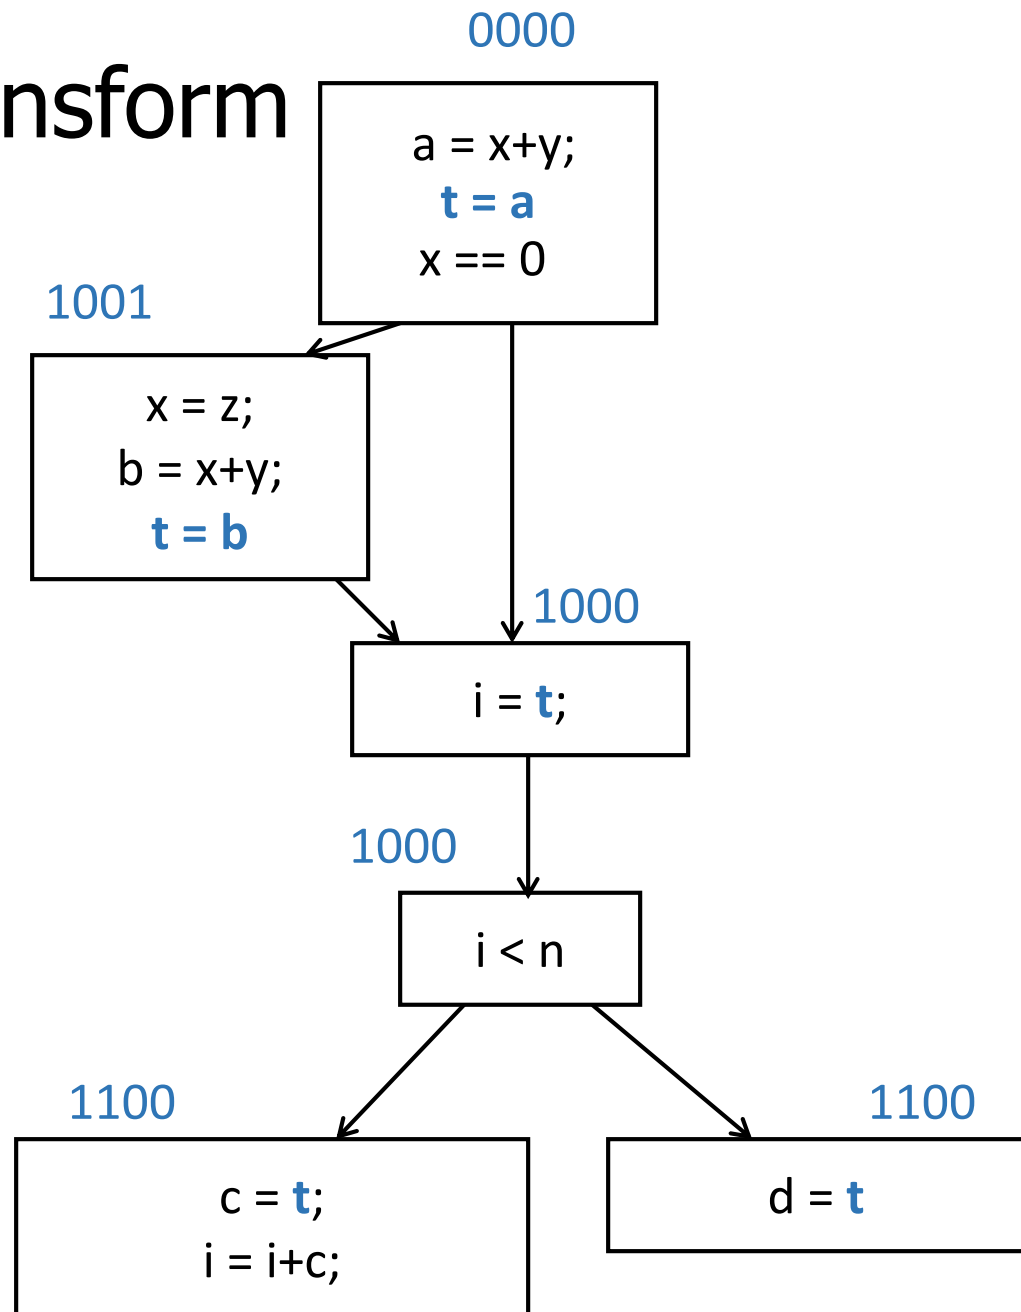 0000
nsform
a = x+y;
t = a
x == 0
1001
x = z;
b = x+y;
t = b
1000
i = t;
1000
i < n
1100
1100
c = t;
i = i+c;
d = t